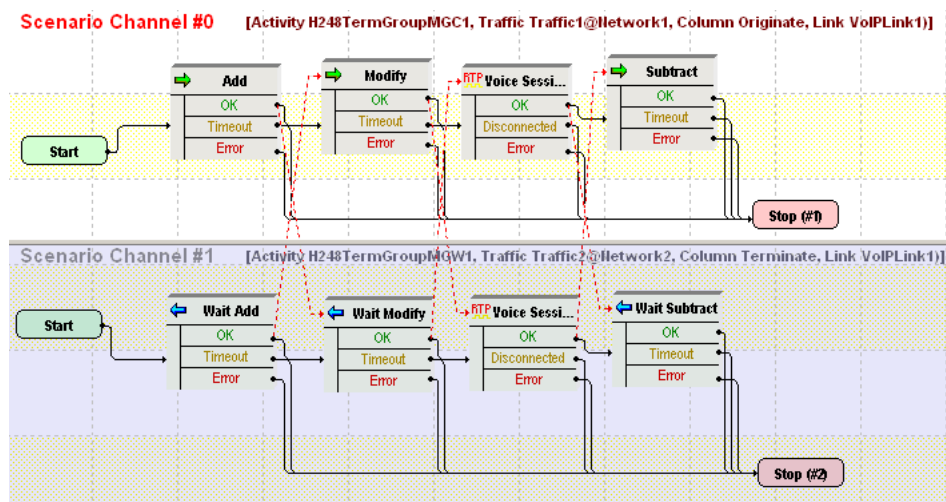 Scenario Channel #0 [Activity H248TermGroupMGC1, Traffic Traffic1@Network1, Column Originate, Link VoIPLink1)]
Add Modify RTP Voice Sessi... Subtract
OK OK OK OK
Timeout Timeout Disconnected Timeout
Error Error Error Error
Start
Stop (#1)
Scenario Channel #1 [Activity H248TermGroupMGW1, Traffic Traffic2@Network2, Column Terminate, Link VoIPLink1)]
Wait Add Wait Modify RTP Voice Sessi... Wait Subtract
Start
OK OK OK OK
Timeout Timeout Disconnected Timeout
Error Error Error Error
Stop (#2)